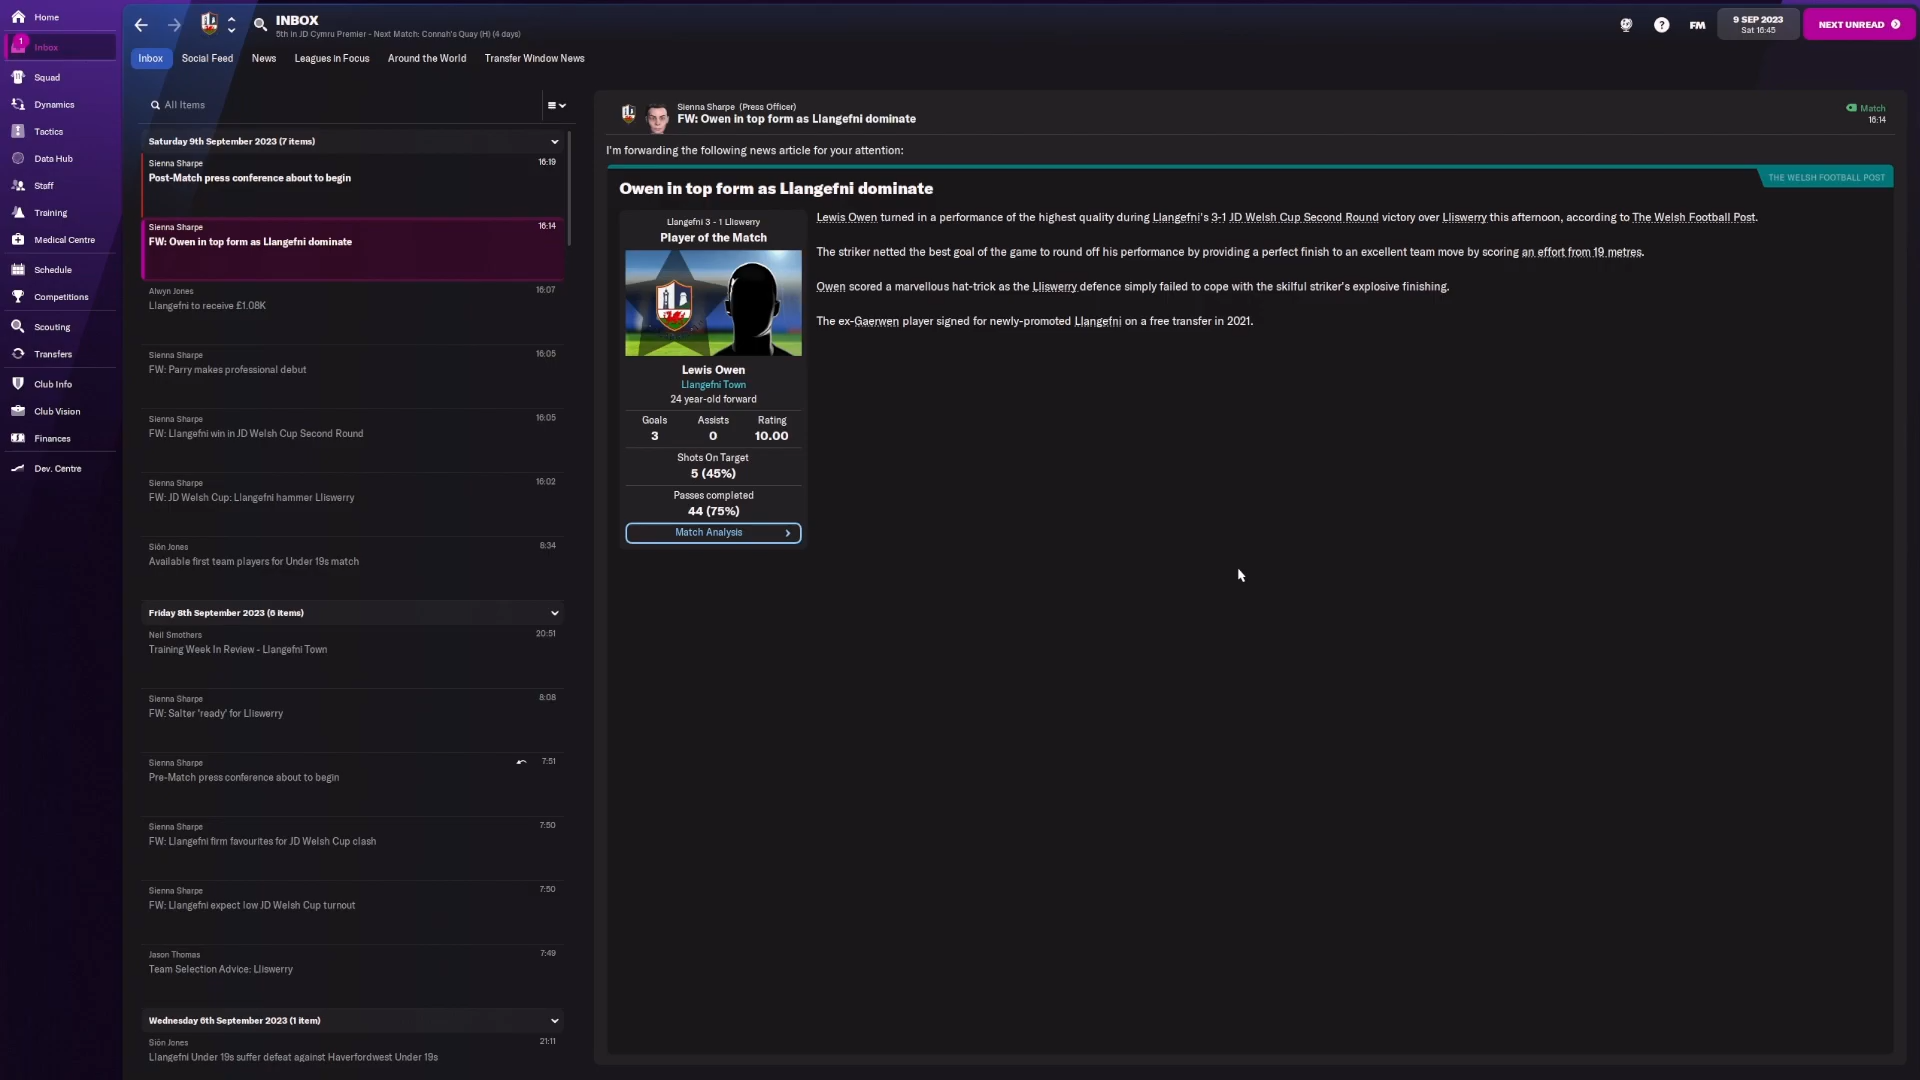 Home
1
Inbox
Squad
Dynamics
Tactics
Data Hub
Staff
Training
Medical Centre
Schedule
Competitions
Scouting
Transfers
Club Info
Club Vision
Finances
Dev. Centre
INBOX
5th in JD Cymru Premier - Next Match: Connah's Quay (H) (4 days)
FM
9 SEP 2023
Sat 16:45
NEXT UNREAD
Inbox
Social Feed
News
Leagues in Focus
Around the World
Transfer Window News
All Items
Saturday 9th September 2023 (7 items)
Sienna Sharpe 16:19
Post-Match press conference about to begin
Sienna Sharpe 16:14
FW: Owen in top form as Llangefni dominate
Alwyn Jones 16:07
Llangefni to receive £1.08K
Sienna Sharpe 16:05
FW: Parry makes professional debut
Sienna Sharpe 16:05
FW: Llangefni win in JD Welsh Cup Second Round
Sienna Sharpe 16:02
FW: JD Welsh Cup: Llangefni hammer Lliswerry
Siôn Jones 8:34
Available first team players for Under 19s match
Friday 8th September 2023 (6 items)
Neil Smothers 20:51
Training Week In Review - Llangefni Town
Sienna Sharpe 8:08
FW: Salter 'ready' for Lliswerry
Sienna Sharpe 7:51
Pre-Match press conference about to begin
Sienna Sharpe 7:50
FW: Llangefni firm favourites for JD Welsh Cup clash
Sienna Sharpe 7:50
FW: Llangefni expect low JD Welsh Cup turnout
Jason Thomas 7:49
Team Selection Advice: Lliswerry
Wednesday 6th September 2023 (1 item)
Siôn Jones 21:11
Llangefni Under 19s suffer defeat against Haverfordwest Under 19s
Sienna Sharpe (Press Officer)
FW: Owen in top form as Llangefni dominate
Match
16:14
I'm forwarding the following news article for your attention:
THE WELSH FOOTBALL POST
Owen in top form as Llangefni dominate
Llangefni 3 - 1 Lliswerry
Player of the Match
Lewis Owen
Llangefni Town
24 year-old forward
Goals Assists Rating
3 0 10.00
Shots On Target
5 (45%)
Passes completed
44 (75%)
Match Analysis
Lewis Owen turned in a performance of the highest quality during Llangefni's 3-1 JD Welsh Cup Second Round victory over Lliswerry this afternoon, according to The Welsh Football Post.
The striker netted the best goal of the game to round off his performance by providing a perfect finish to an excellent team move by scoring an effort from 19 metres.
Owen scored a marvellous hat-trick as the Lliswerry defence simply failed to cope with the skilful striker's explosive finishing.
The ex-Gaerwen player signed for newly-promoted Llangefni on a free transfer in 2021.